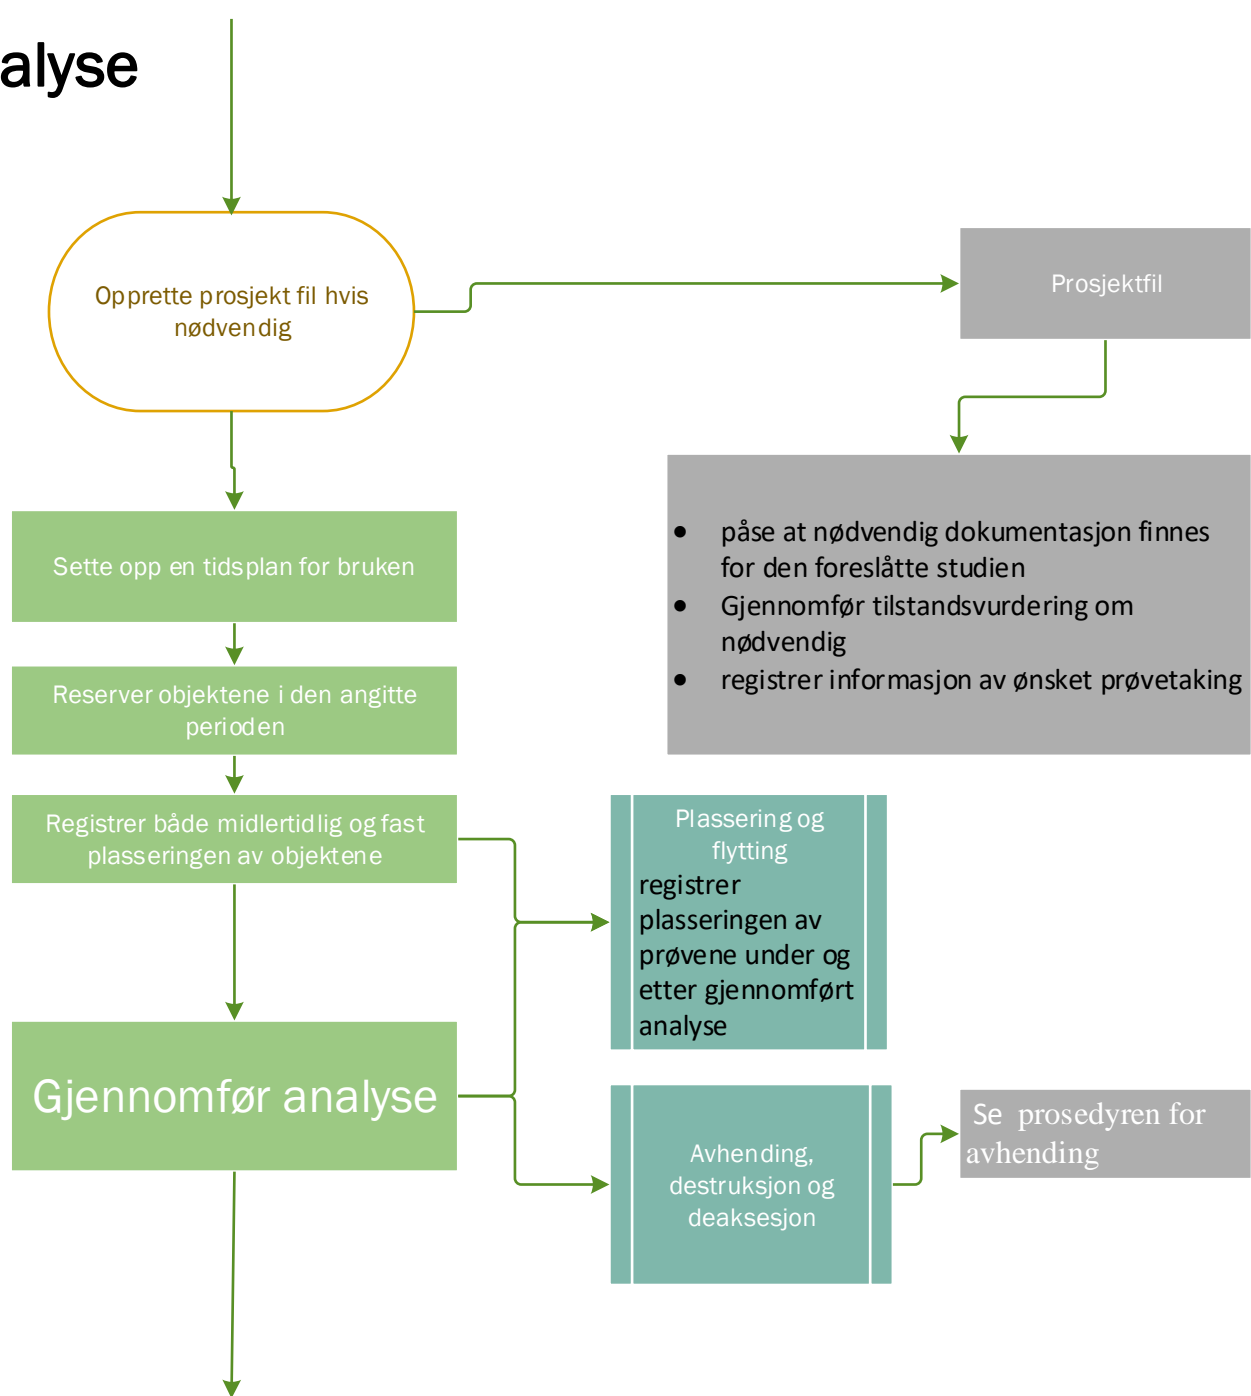 alyse
Opprette prosjekt fil hvis
nødvendig
Prosjektfil
påse at nødvendig dokumentasjon finnes
for den foreslåtte studien
Gjennomfør tilstandsvurdering om
nødvendig
registrer informasjon av ønsket prøvetaking
Sette opp en tidsplan for bruken
Reserver objektene i den angitte
perioden
Registrer både midlertidlig og fast
plasseringen av objektene
Plassering og
flytting
registrer
plasseringen av
prøvene under og
etter gjennomført
analyse
Gjennomfør analyse
Avhending,
destruksjon og
deaksesjon
Se prosedyren for
avhending